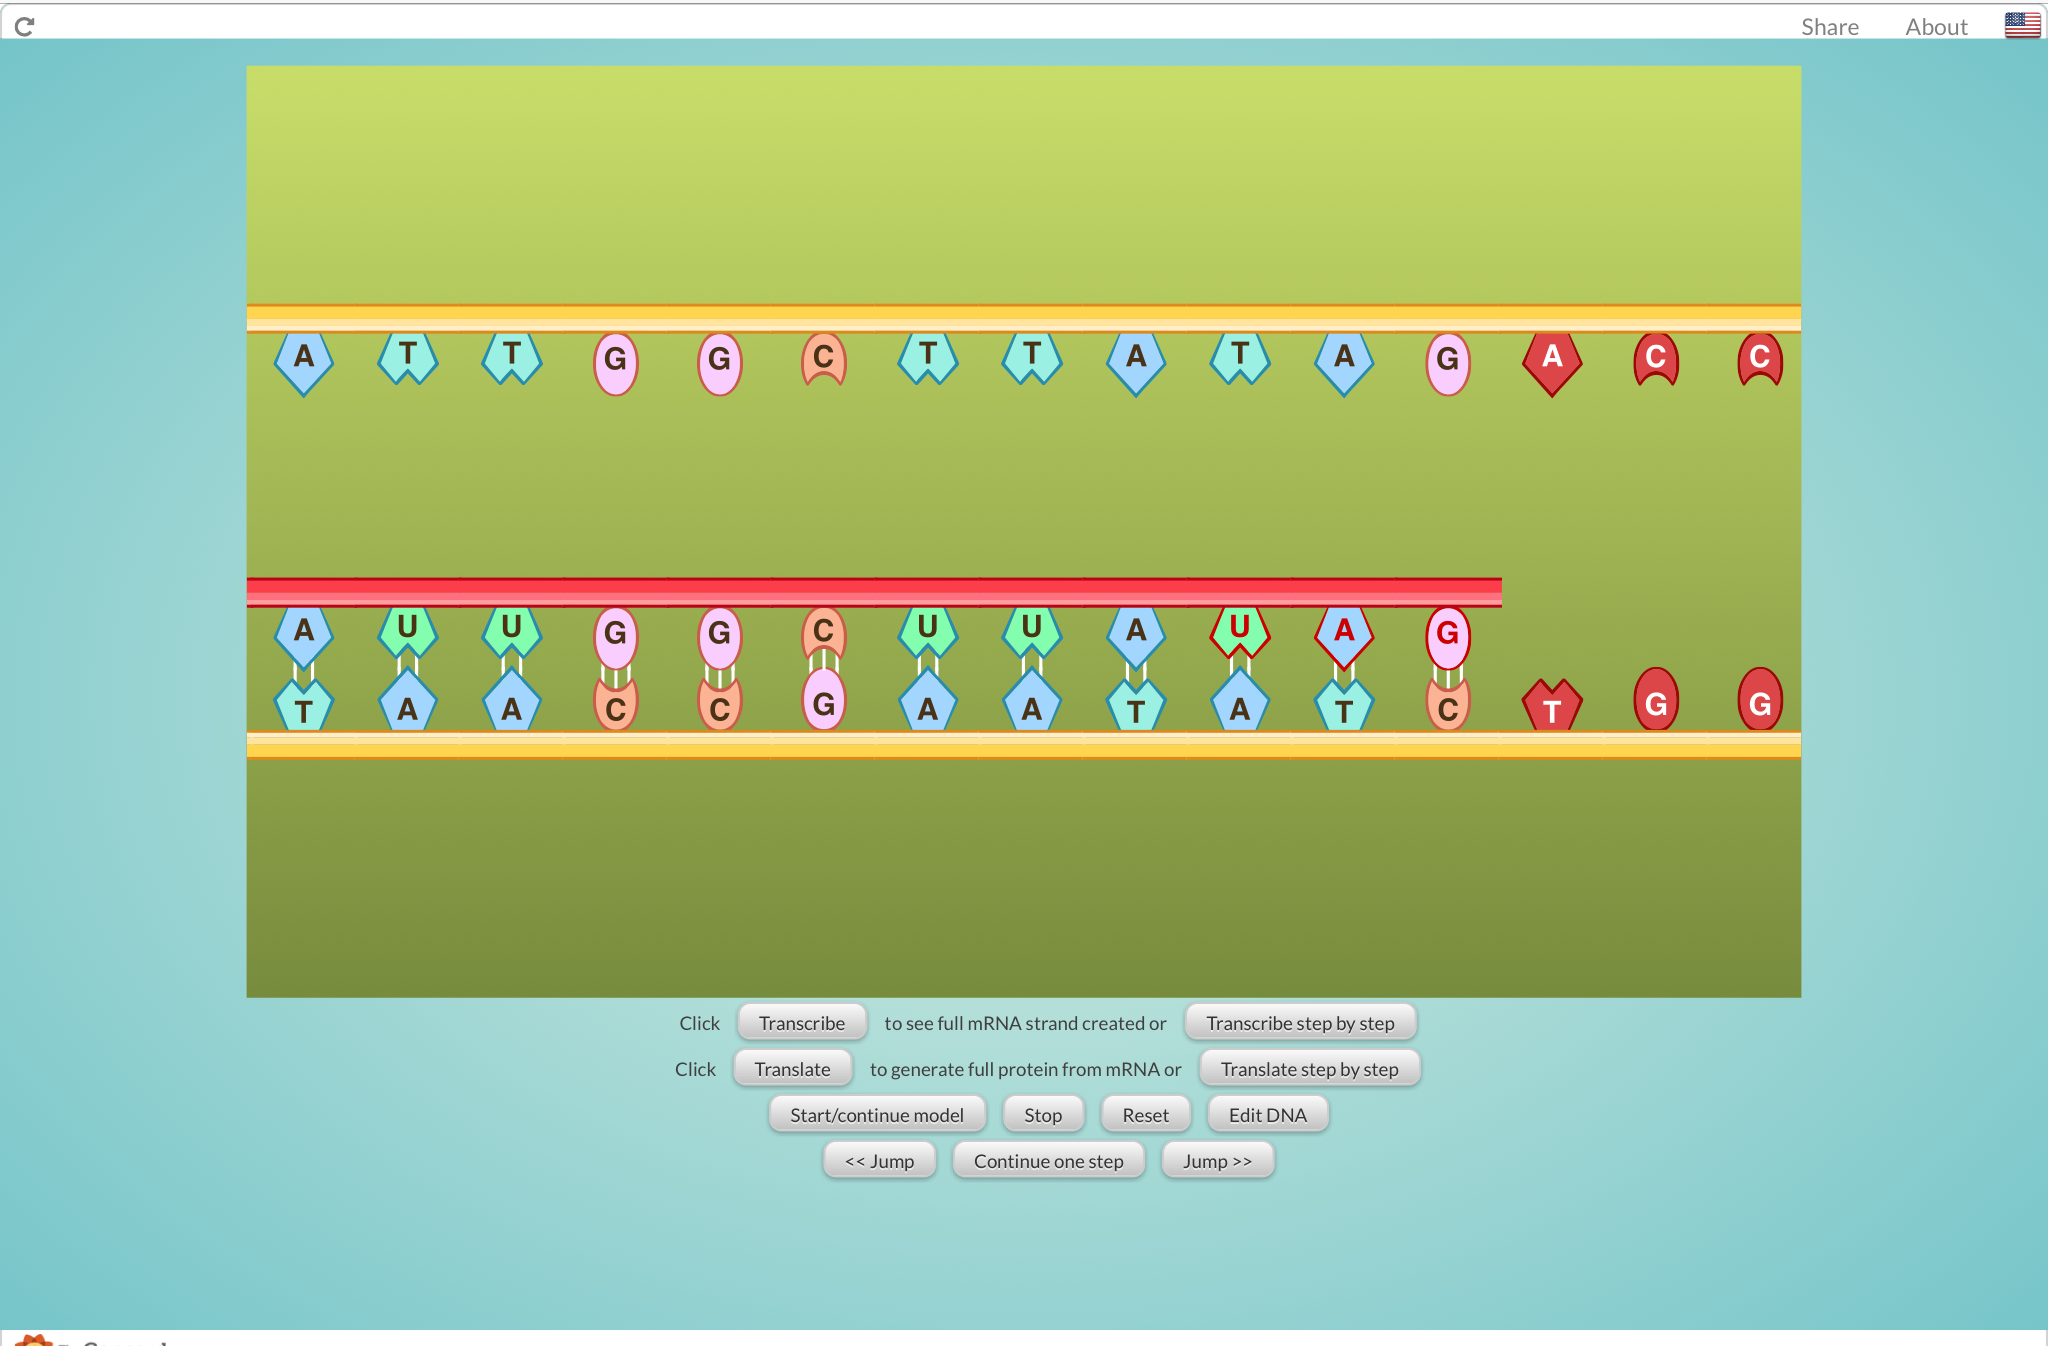 Share About
A T T G G C T T A T A G A C C
A U U G G C U U A U A G
T A A C C G A A T A T C T G G
Click Transcribe to see full mRNA strand created or Transcribe step by step
Click Translate to generate full protein from mRNA or Translate step by step
Start/continue model Stop Reset Edit DNA
<< Jump Continue one step Jump >>